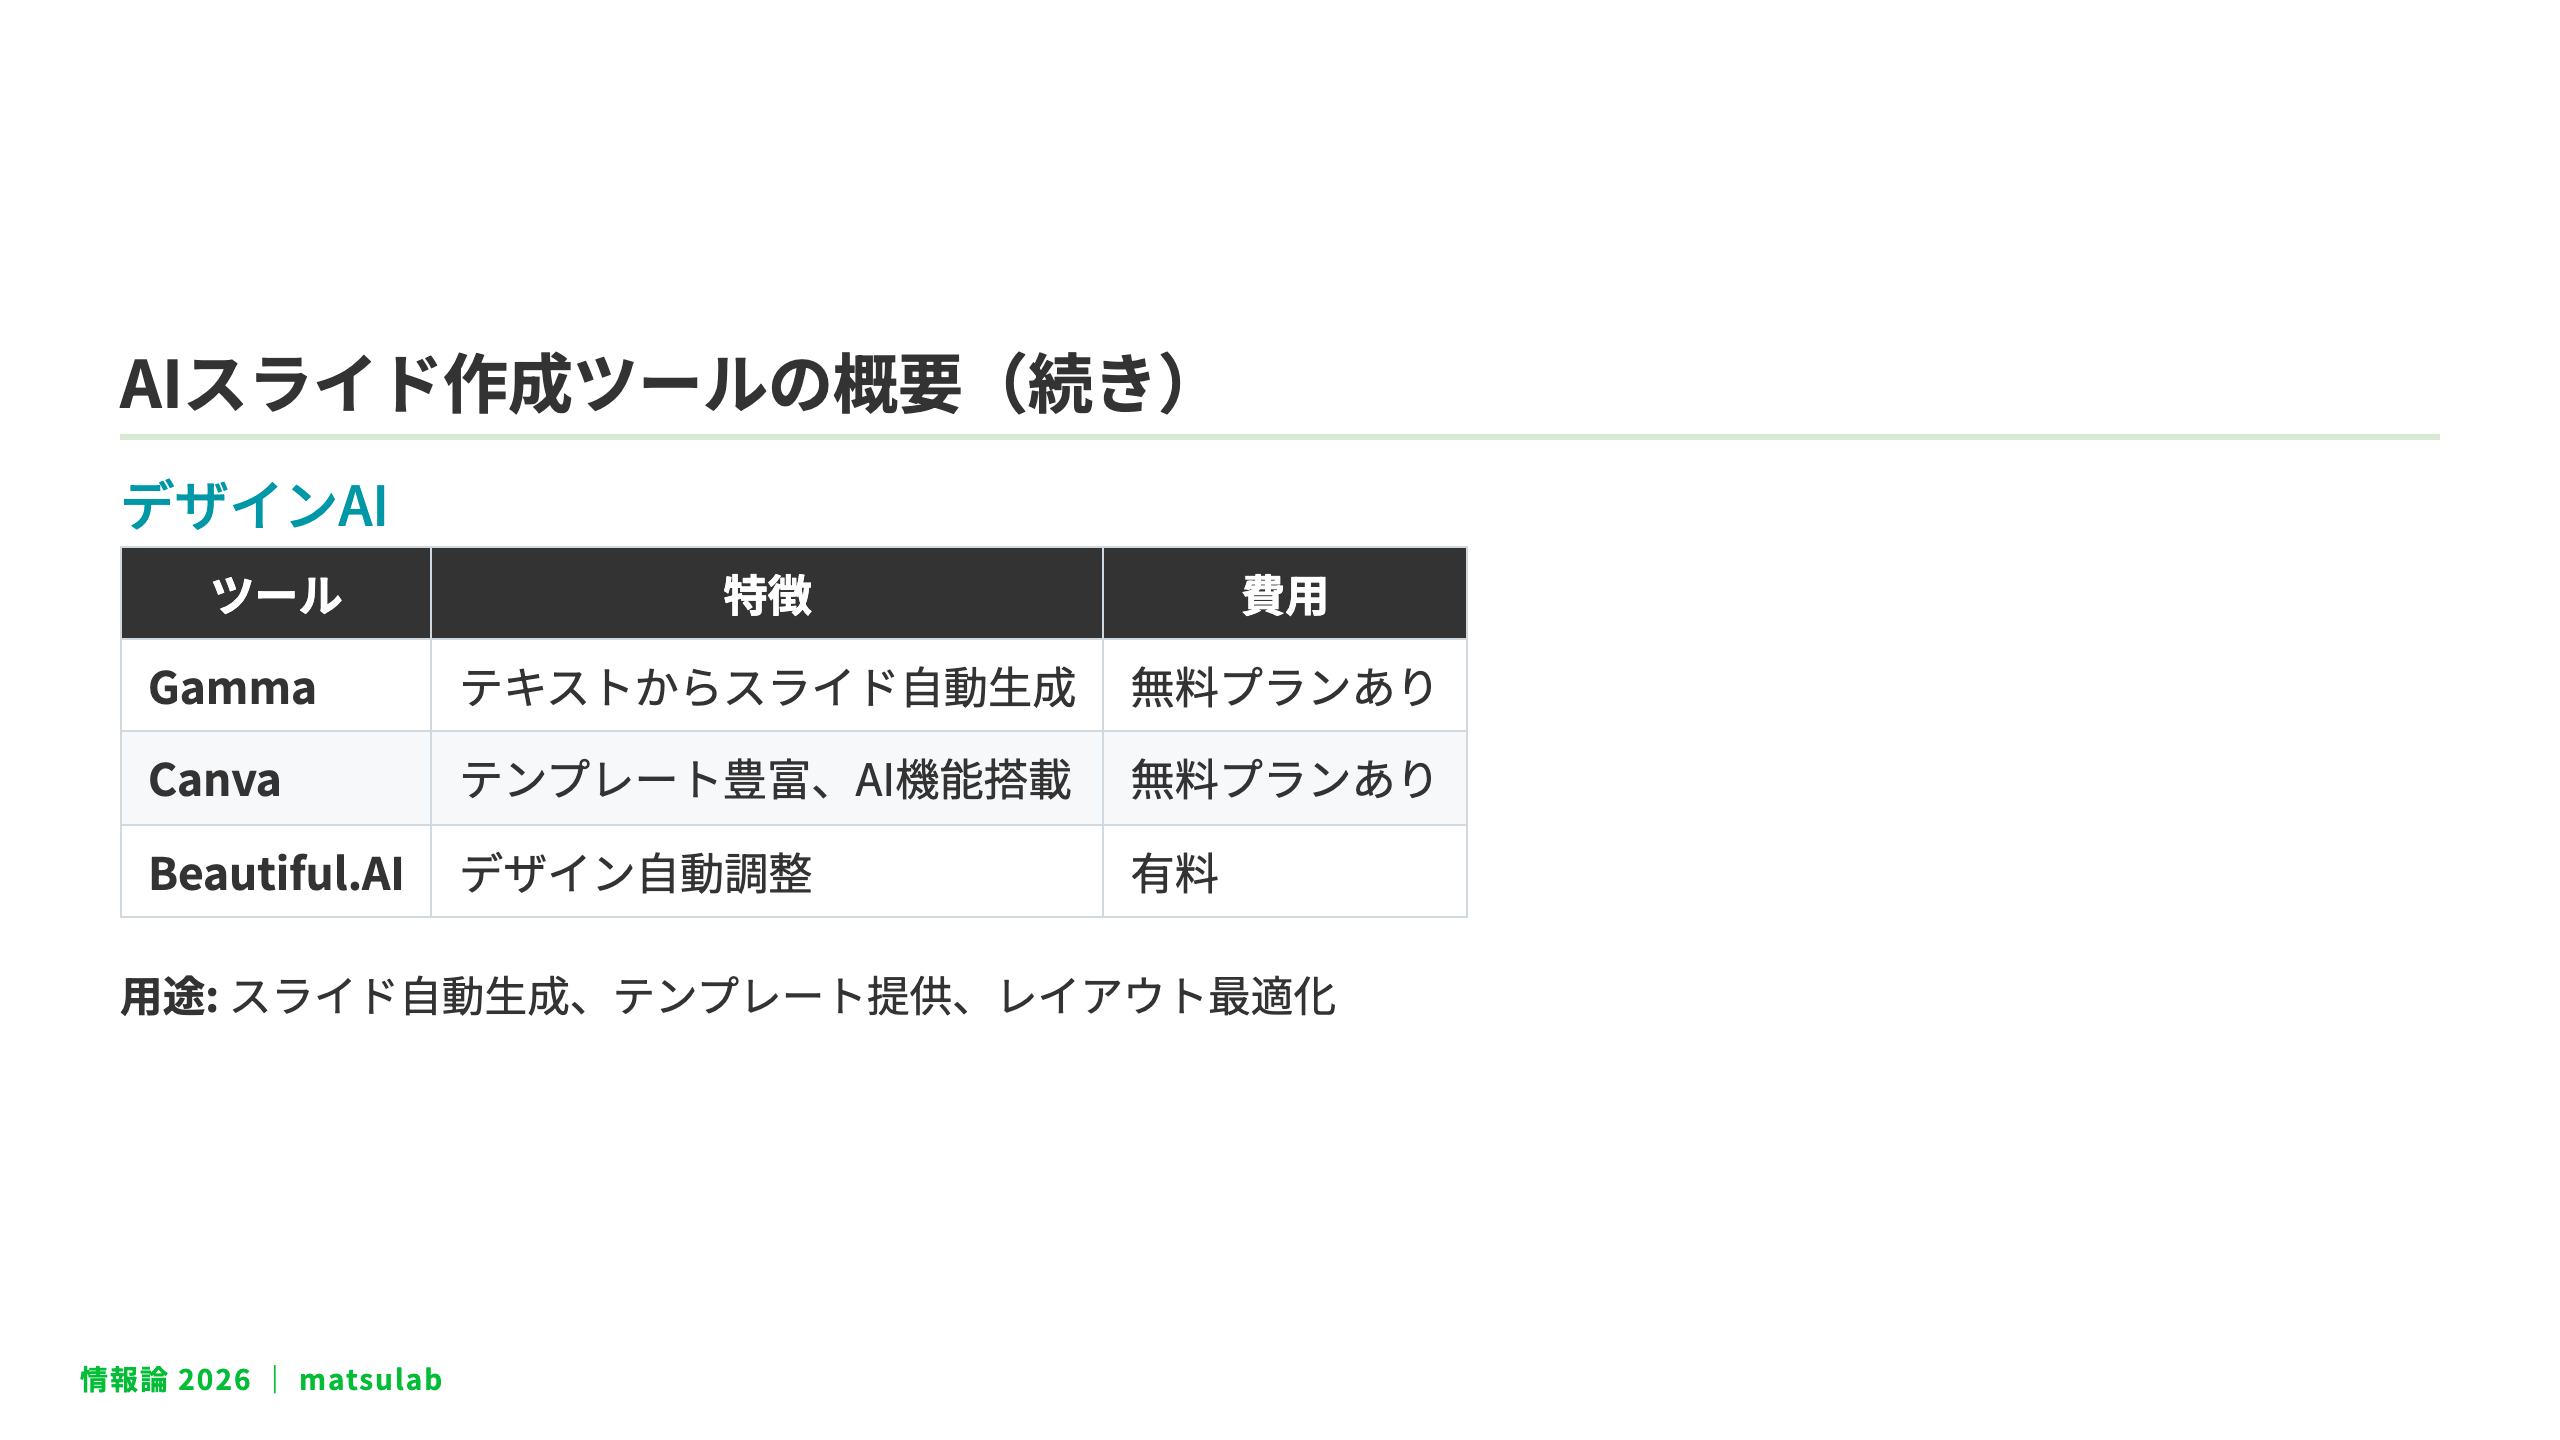 AIスライド作成ツールの概要（続き）
デザインAI
ツール 特徴 費用
Gamma テキストからスライド自動生成 無料プランあり
Canva テンプレート豊富、AI機能搭載 無料プランあり
Beautiful.AI デザイン自動調整 有料
用途: スライド自動生成、テンプレート提供、レイアウト最適化
情報論 2026 ｜ matsulab